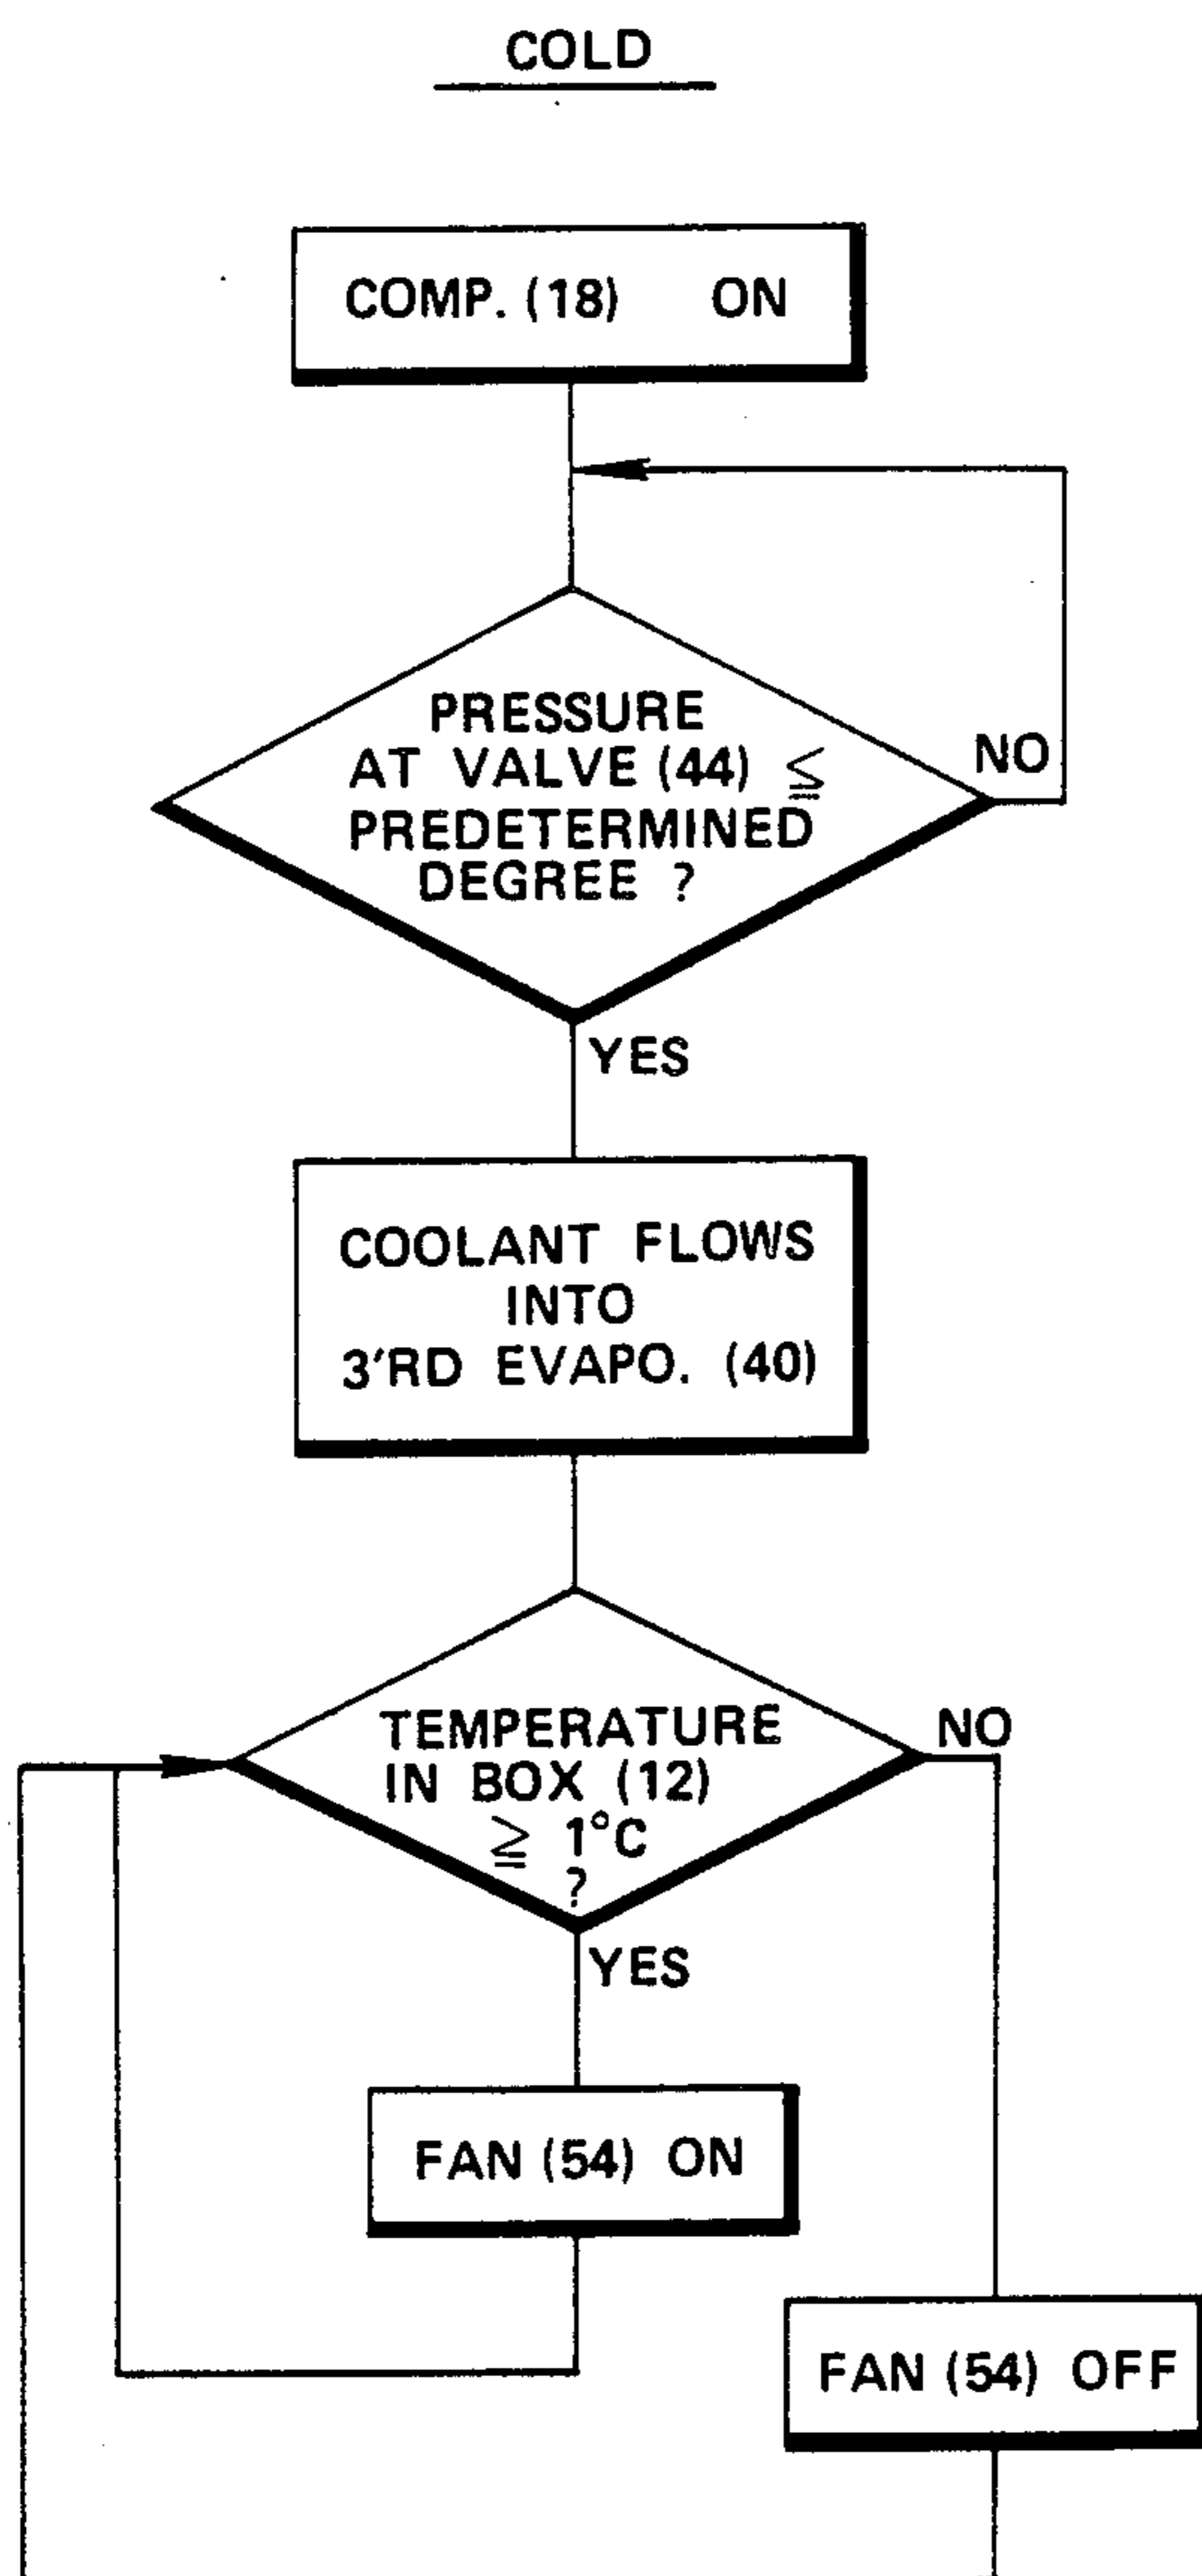 COLD
COMP. (18) ON
PRESSURE
AT VALVE (44) ≦
PREDETERMINED
DEGREE ?
NO
YES
COOLANT FLOWS
INTO
3'RD EVAPO. (40)
TEMPERATURE
IN BOX (12)
≧ 1°C
?
NO
YES
FAN (54) ON
FAN (54) OFF